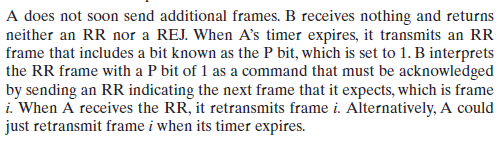 A does not soon send additional frames. B receives nothing and returns
neither an RR nor a REJ. When A's timer expires, it transmits an RR
frame that includes a bit known as the P bit, which is set to 1. B interprets
the RR frame with a P bit of 1 as a command that must be acknowledged
by sending an RR indicating the next frame that it expects, which is frame
i. When A receives the RR, it retransmits frame i. Alternatively, A could
just retransmit frame i when its timer expires.